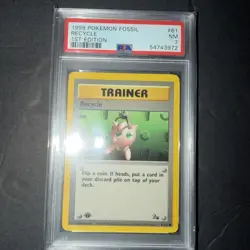 1999 POKEMON FOSSIL #61
RECYCLE NM
1ST EDITION 7
PSA 54743972
TRAINER
Recycle
Flip a coin. If heads, put a card in
your discard pile on top of your
deck.